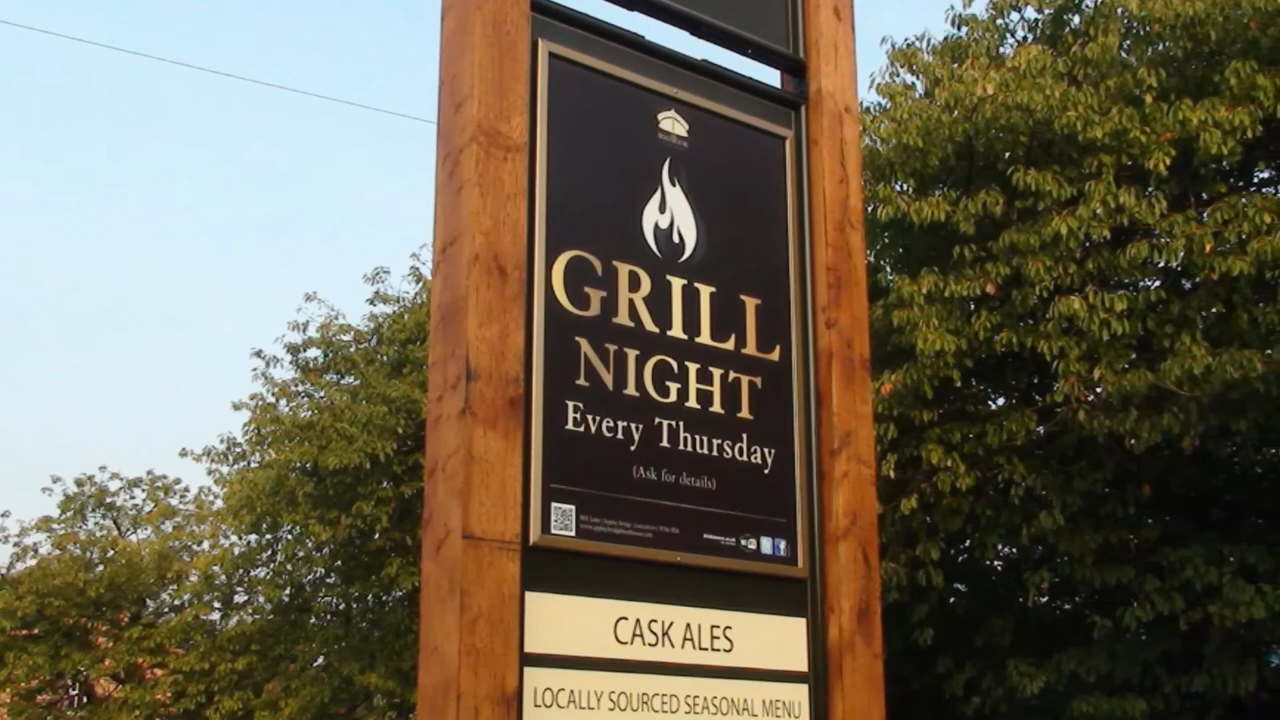 GRILL
NIGHT
Every Thursday
(Ask for details)
CASK ALES
LOCALLY SOURCED SEASONAL MENU